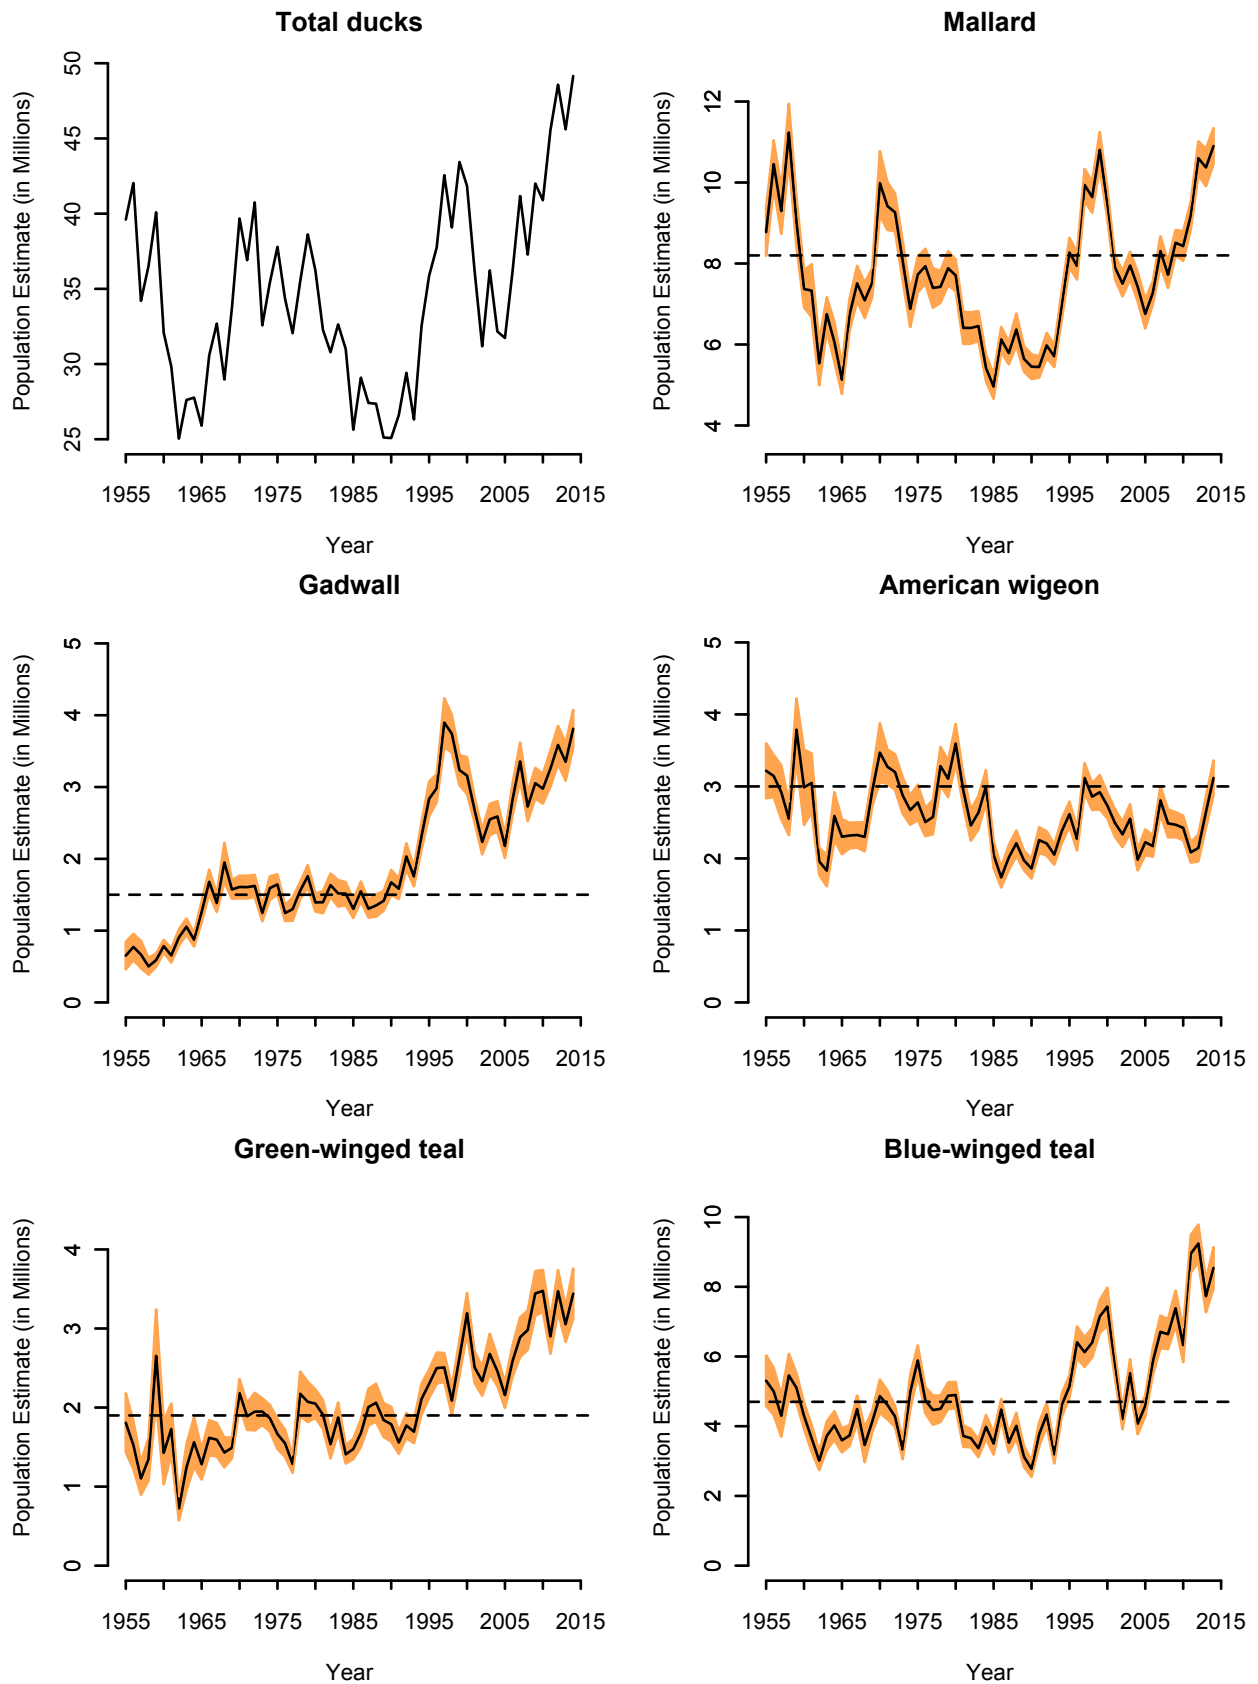 Total ducks
Population Estimate (in Millions)
50
45
40
35
30
25
1955 1965 1975 1985 1995 2005 2015
Year
Mallard
Population Estimate (in Millions)
12
10
8
6
4
1955 1965 1975 1985 1995 2005 2015
Year
Gadwall
Population Estimate (in Millions)
5
4
3
2
1
0
1955 1965 1975 1985 1995 2005 2015
Year
American wigeon
Population Estimate (in Millions)
5
4
3
2
1
0
1955 1965 1975 1985 1995 2005 2015
Year
Green-winged teal
Population Estimate (in Millions)
4
3
2
1
0
1955 1965 1975 1985 1995 2005 2015
Year
Blue-winged teal
Population Estimate (in Millions)
10
8
6
4
2
0
1955 1965 1975 1985 1995 2005 2015
Year